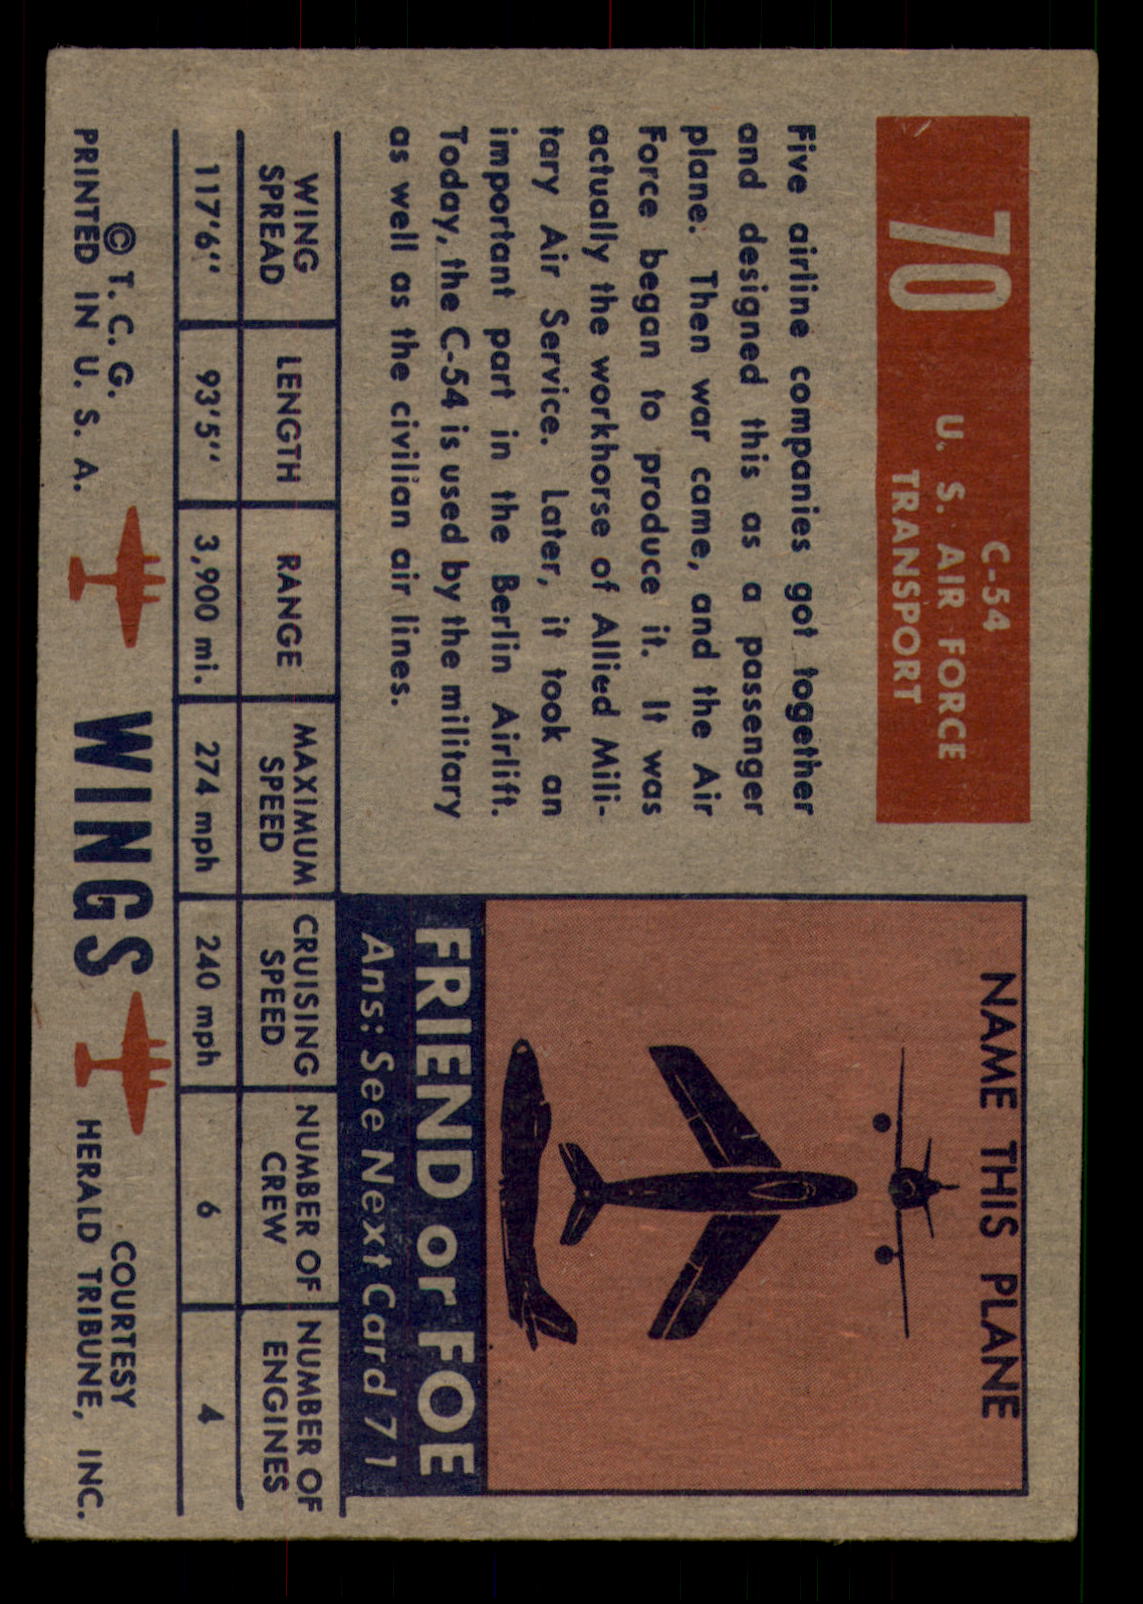 70
C-54
U. S. AIR FORCE
TRANSPORT
Five airline companies got together
and designed this as a passenger
plane. Then war came, and the Air
Force began to produce it. It was
actually the workhorse of Allied Mili-
tary Air Service. Later, it took an
important part in the Berlin Airlift.
Today, the C-54 is used by the military
as well as the civilian air lines.
NAME THIS PLANE
FRIEND or FOE
Ans: See Next Card 71
WING SPREAD LENGTH RANGE MAXIMUM SPEED CRUISING SPEED NUMBER OF CREW NUMBER OF ENGINES
117'6'' 93'5'' 3,900 mi. 274 mph 240 mph 6 4
© T. C. G.
PRINTED IN U. S. A.
WINGS
COURTESY
HERALD TRIBUNE, INC.